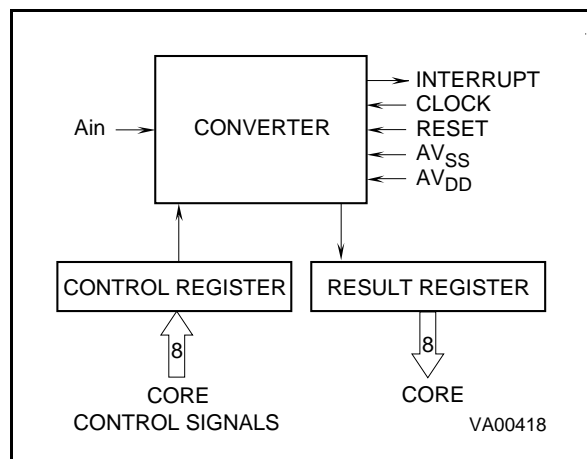 INTERRUPT
CLOCK
Ain
CONVERTER
RESET
AVSS
AVDD
CONTROL REGISTER
RESULT REGISTER
8
8
CORE
CONTROL SIGNALS
CORE
VA00418